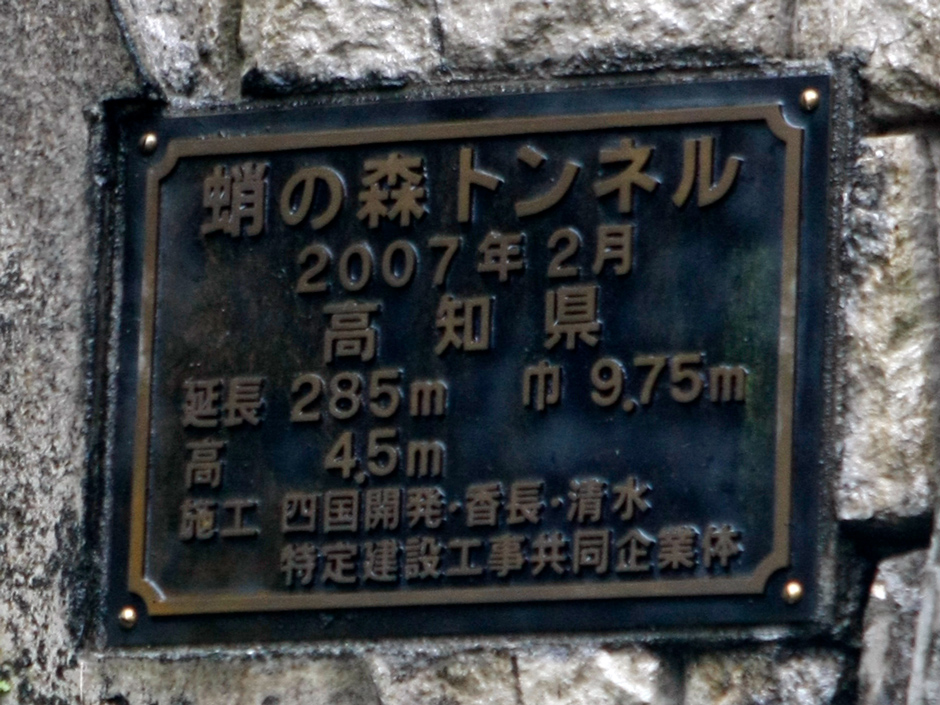 蛸の森トンネル
2007年2月
高知県
延長 285m 巾 9.75m
高 4.5m
施工 四国開発・香長・清水
特定建設工事共同企業体